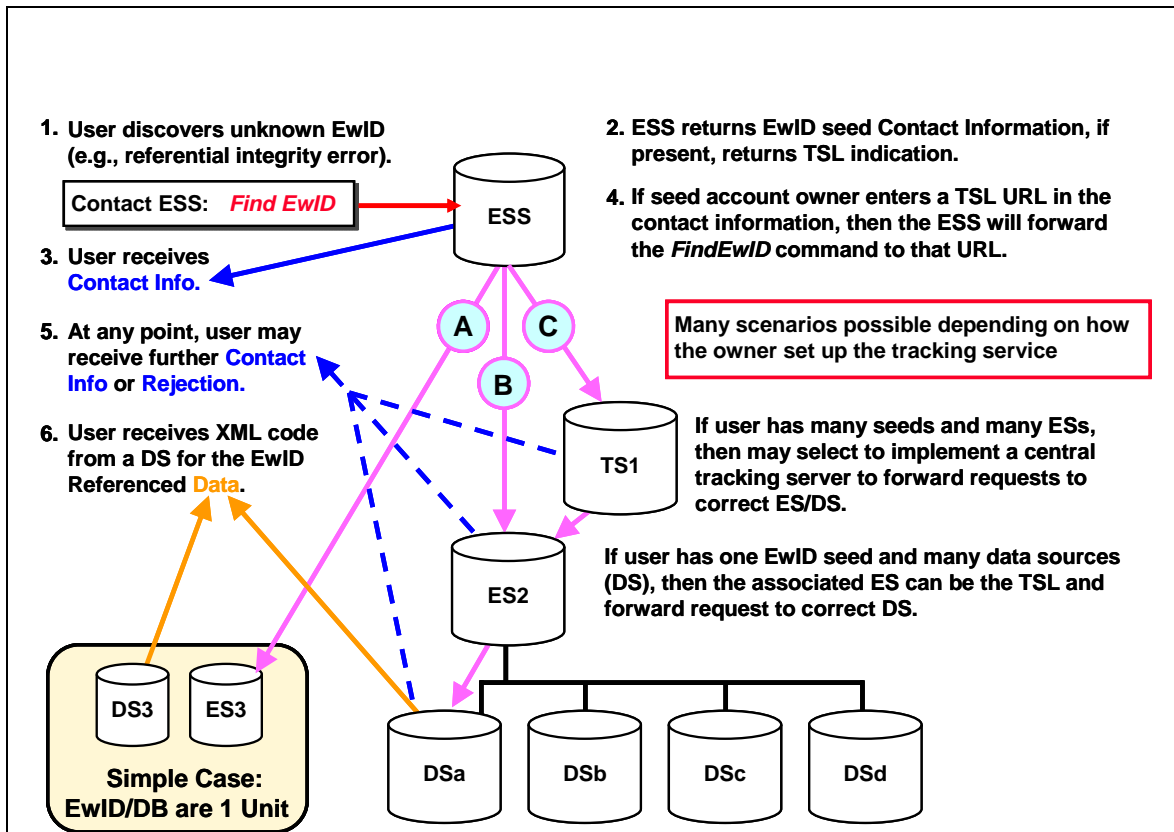 1. User discovers unknown EwID
(e.g., referential integrity error).
Contact ESS: Find EwID
3. User receives
Contact Info.
5. At any point, user may
receive further Contact
Info or Rejection.
6. User receives XML code
from a DS for the EwID
Referenced Data.
2. ESS returns EwID seed Contact Information, if
present, returns TSL indication.
4. If seed account owner enters a TSL URL in the
contact information, then the ESS will forward
the FindEwID command to that URL.
Many scenarios possible depending on how
the owner set up the tracking service
If user has many seeds and many ESs,
then may select to implement a central
tracking server to forward requests to
correct ES/DS.
If user has one EwID seed and many data sources
(DS), then the associated ES can be the TSL and
forward request to correct DS.
ESS
A
B
C
TS1
ES2
DS3
ES3
Simple Case:
EwID/DB are 1 Unit
DSa
DSb
DSc
DSd